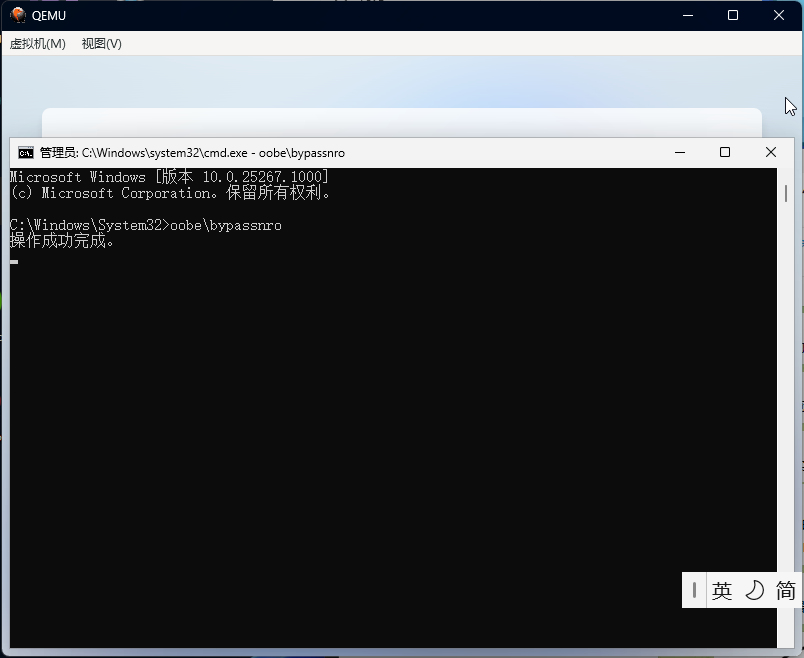 QEMU
虚拟机(M) 视图(V)
管理员: C:\Windows\system32\cmd.exe - oobe\bypassnro
Microsoft Windows [版本 10.0.25267.1000]
(c) Microsoft Corporation。保留所有权利。
C:\Windows\System32>oobe\bypassnro
操作成功完成。
英 简